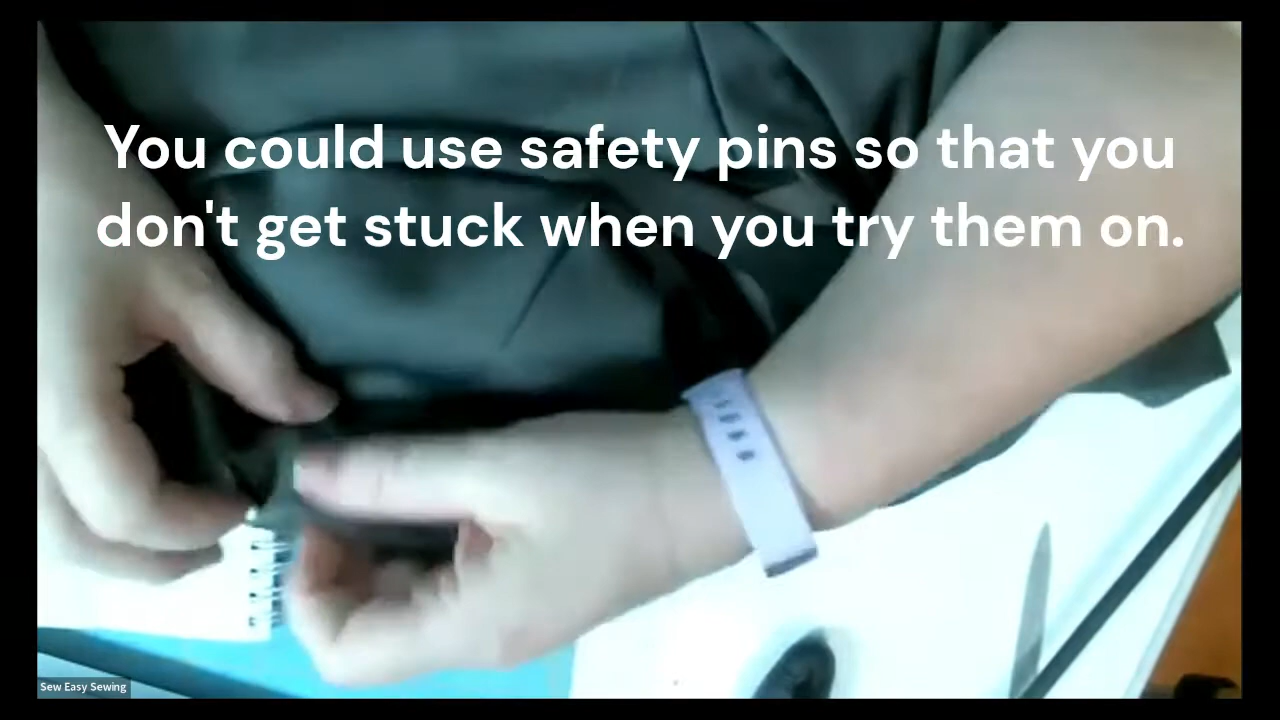 You could use safety pins so that you
don't get stuck when you try them on.
Sew Easy Sewing